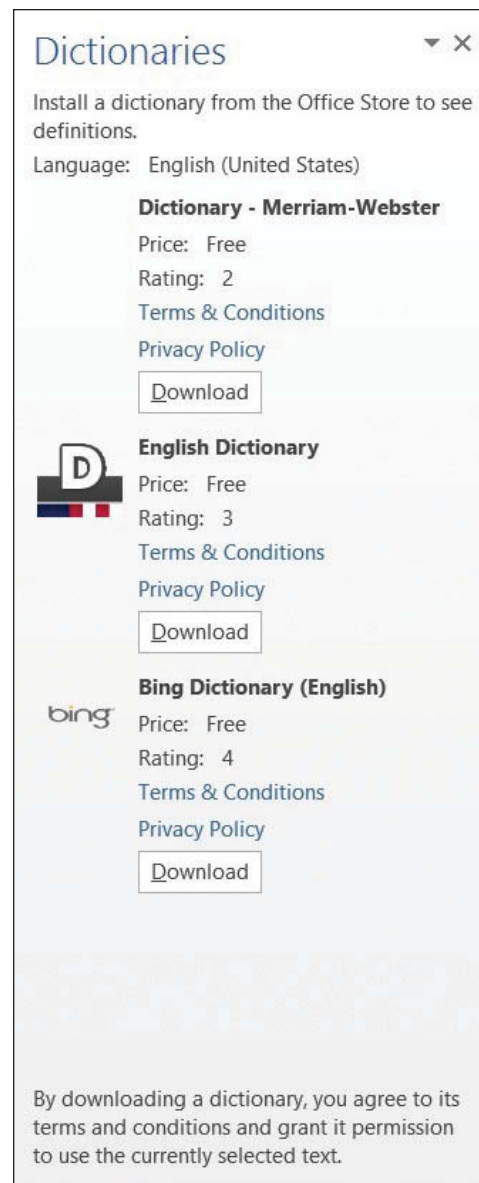 Dictionaries
Install a dictionary from the Office Store to see
definitions.
Language: English (United States)
Dictionary - Merriam-Webster
Price: Free
Rating: 2
Terms & Conditions
Privacy Policy
Download
D
English Dictionary
Price: Free
Rating: 3
Terms & Conditions
Privacy Policy
Download
bing
Bing Dictionary (English)
Price: Free
Rating: 4
Terms & Conditions
Privacy Policy
Download
By downloading a dictionary, you agree to its
terms and conditions and grant it permission
to use the currently selected text.